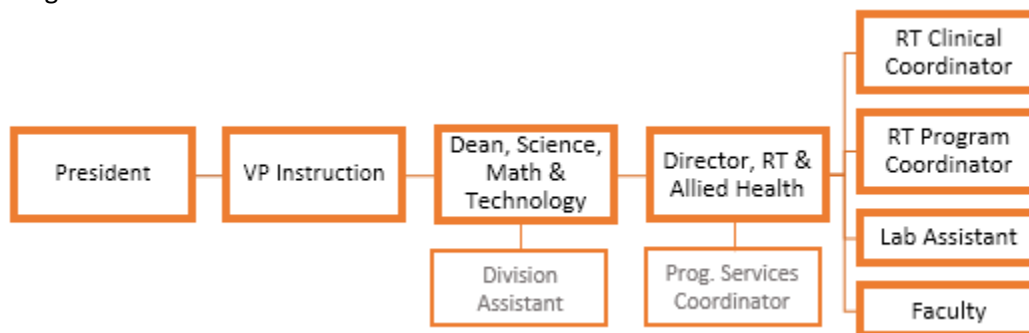 President
VP Instruction
Dean, Science,
Math &
Technology
Division
Assistant
Director, RT &
Allied Health
Prog. Services
Coordinator
RT Clinical
Coordinator
RT Program
Coordinator
Lab Assistant
Faculty